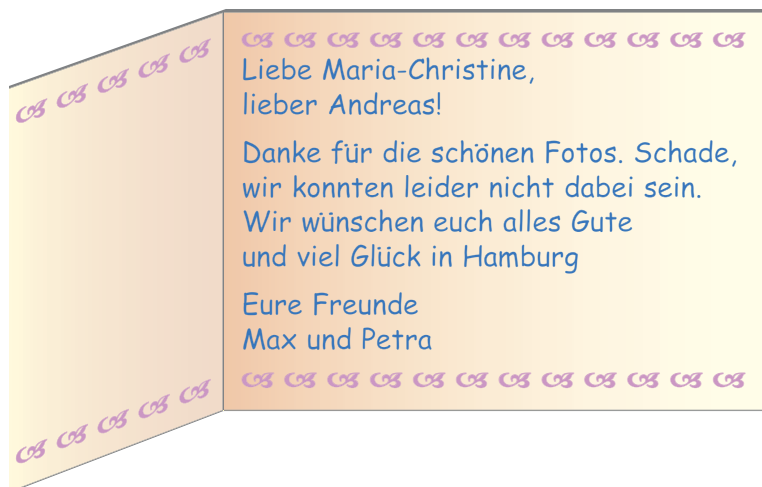 Liebe Maria-Christine,
lieber Andreas!
Danke für die schönen Fotos. Schade,
wir konnten leider nicht dabei sein.
Wir wünschen euch alles Gute
und viel Glück in Hamburg
Eure Freunde
Max und Petra